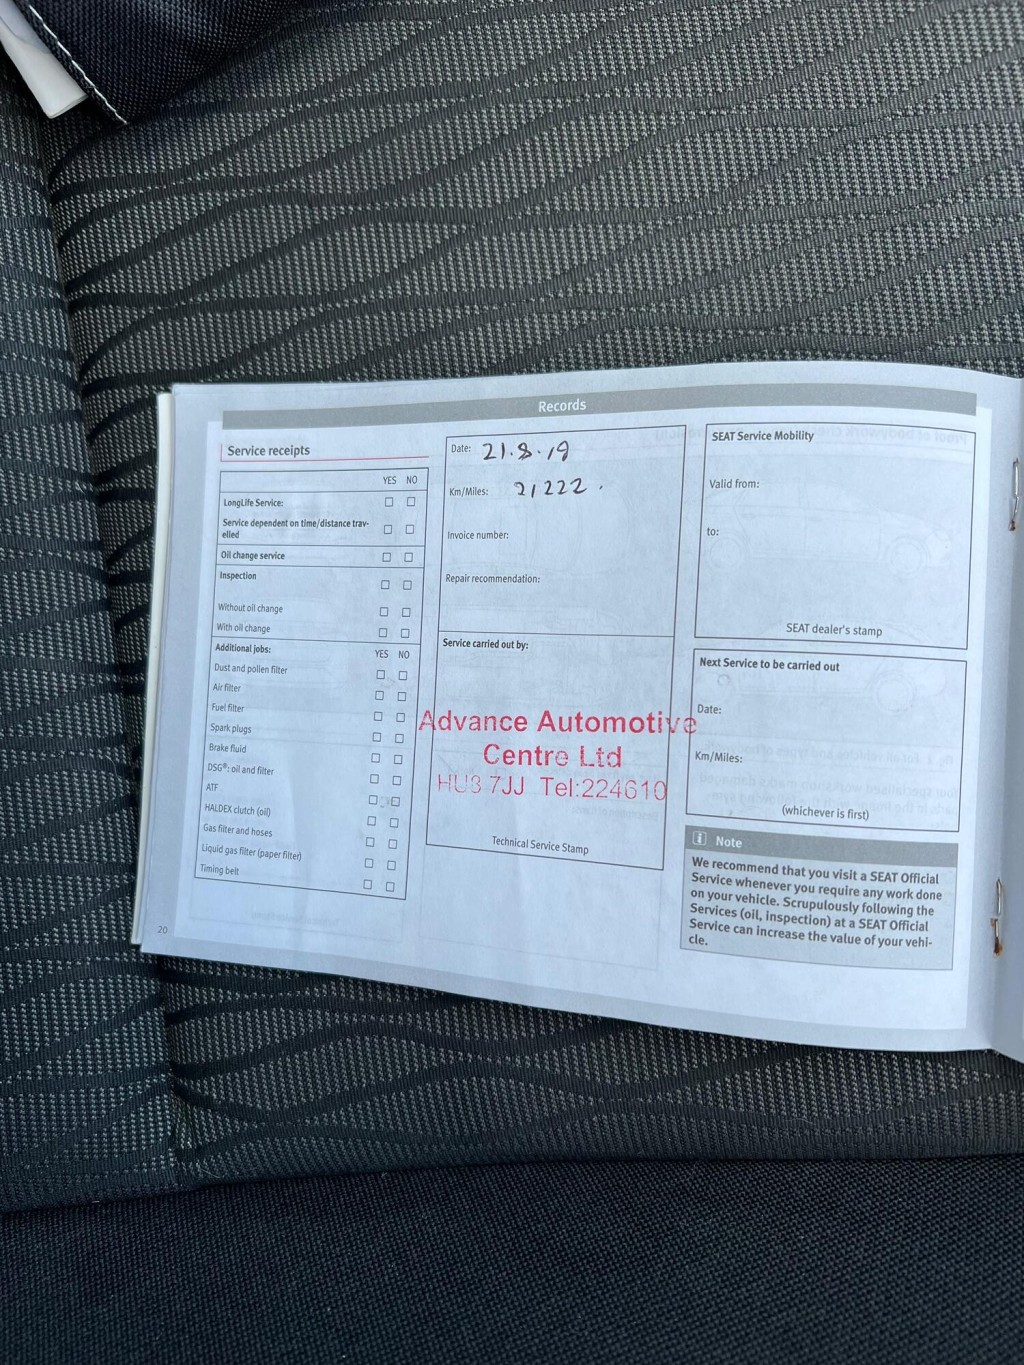 Records
Service receipts
YES NO
LongLife Service:
Service dependent on time/distance trav-
elled
Oil change service
Inspection
Without oil change
With oil change
Additional jobs:
YES NO
Dust and pollen filter
Air filter
Fuel filter
Spark plugs
Brake fluid
DSG®: oil and filter
ATF
HALDEX clutch (oil)
Gas filter and hoses
Liquid gas filter (paper filter)
Timing belt
20
Date: 21.8.19
Km/Miles: 21222.
Invoice number:
Repair recommendation:
Service carried out by:
Advance Automotive
Centre Ltd
HU3 7JJ Tel:224610
Technical Service Stamp
SEAT Service Mobility
Valid from:
to:
SEAT dealer's stamp
Next Service to be carried out
Date:
Km/Miles:
(whichever is first)
i Note
We recommend that you visit a SEAT Official
Service whenever you require any work done
on your vehicle. Scrupulously following the
Services (oil, inspection) at a SEAT Official
Service can increase the value of your vehi-
cle.